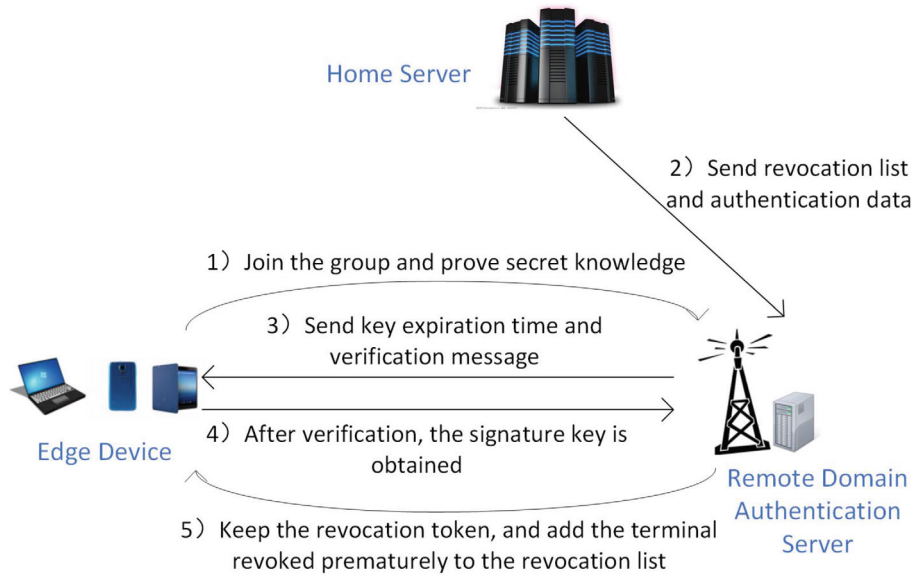 Home Server
2）Send revocation list
and authentication data
1）Join the group and prove secret knowledge
3）Send key expiration time and
verification message
Edge Device
4）After verification, the signature key is
obtained
Remote Domain
Authentication
Server
5）Keep the revocation token, and add the terminal
revoked prematurely to the revocation list